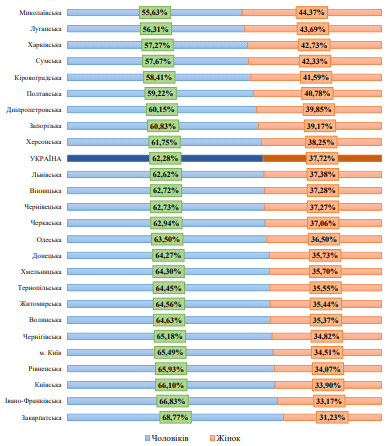 Миколаївська 55,63% 44,37%
Луганська 56,31% 43,69%
Харківська 57,27% 42,73%
Сумська 57,67% 42,33%
Кіровоградська 58,41% 41,59%
Полтавська 59,22% 40,78%
Дніпропетровська 60,15% 39,85%
Запорізька 60,83% 39,17%
Херсонська 61,75% 38,25%
УКРАЇНА 62,28% 37,72%
Львівська 62,62% 37,38%
Вінницька 62,72% 37,28%
Чернівецька 62,73% 37,27%
Черкаська 62,94% 37,06%
Одеська 63,50% 36,50%
Донецька 64,27% 35,73%
Хмельницька 64,30% 35,70%
Тернопільська 64,45% 35,55%
Житомирська 64,56% 35,44%
Волинська 64,63% 35,37%
Чернігівська 65,18% 34,82%
м. Київ 65,49% 34,51%
Рівненська 65,93% 34,07%
Київська 66,10% 33,90%
Івано-Франківська 66,83% 33,17%
Закарпатська 68,77% 31,23%
Чоловіків Жінок